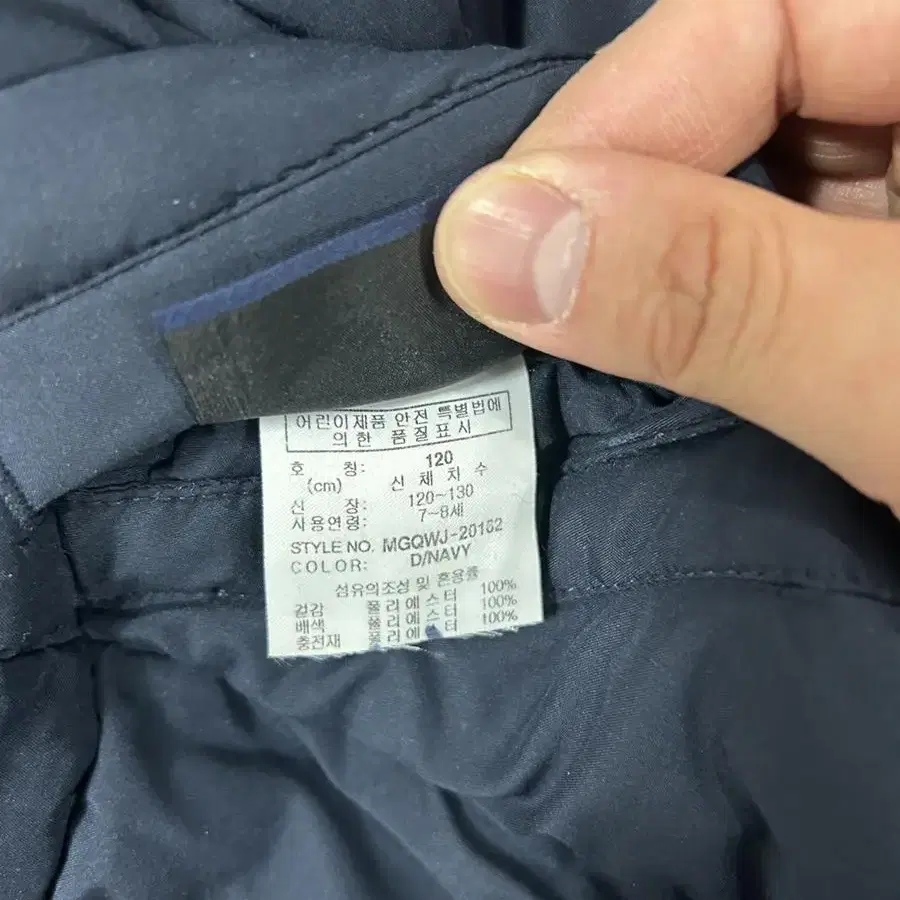 어린이제품 안전 특별법에
의한 품질표시
호 칭: 120
(cm) 신체치수
신 장: 120~130
사용연령: 7~8세
STYLE NO. MGQWJ-20162
COLOR: D/NAVY
섬유의조성 및 혼용률
겉감 폴리에스터 100%
배색 폴리에스터 100%
충전재 폴리에스터 100%